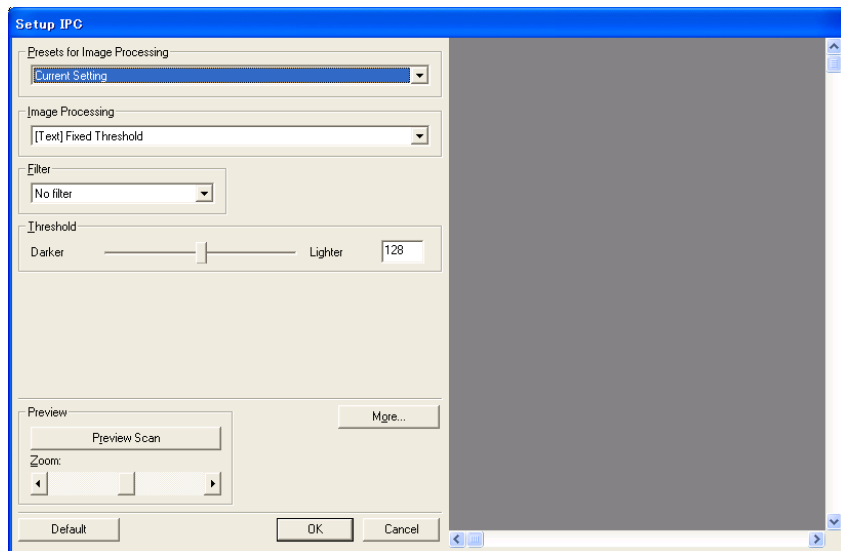 Setup IPC
Presets for Image Processing
Current Setting
Image Processing
[Text] Fixed Threshold
Filter
No filter
Threshold
Darker Lighter 128
Preview
More...
Preview Scan
Zoom:
Default OK Cancel